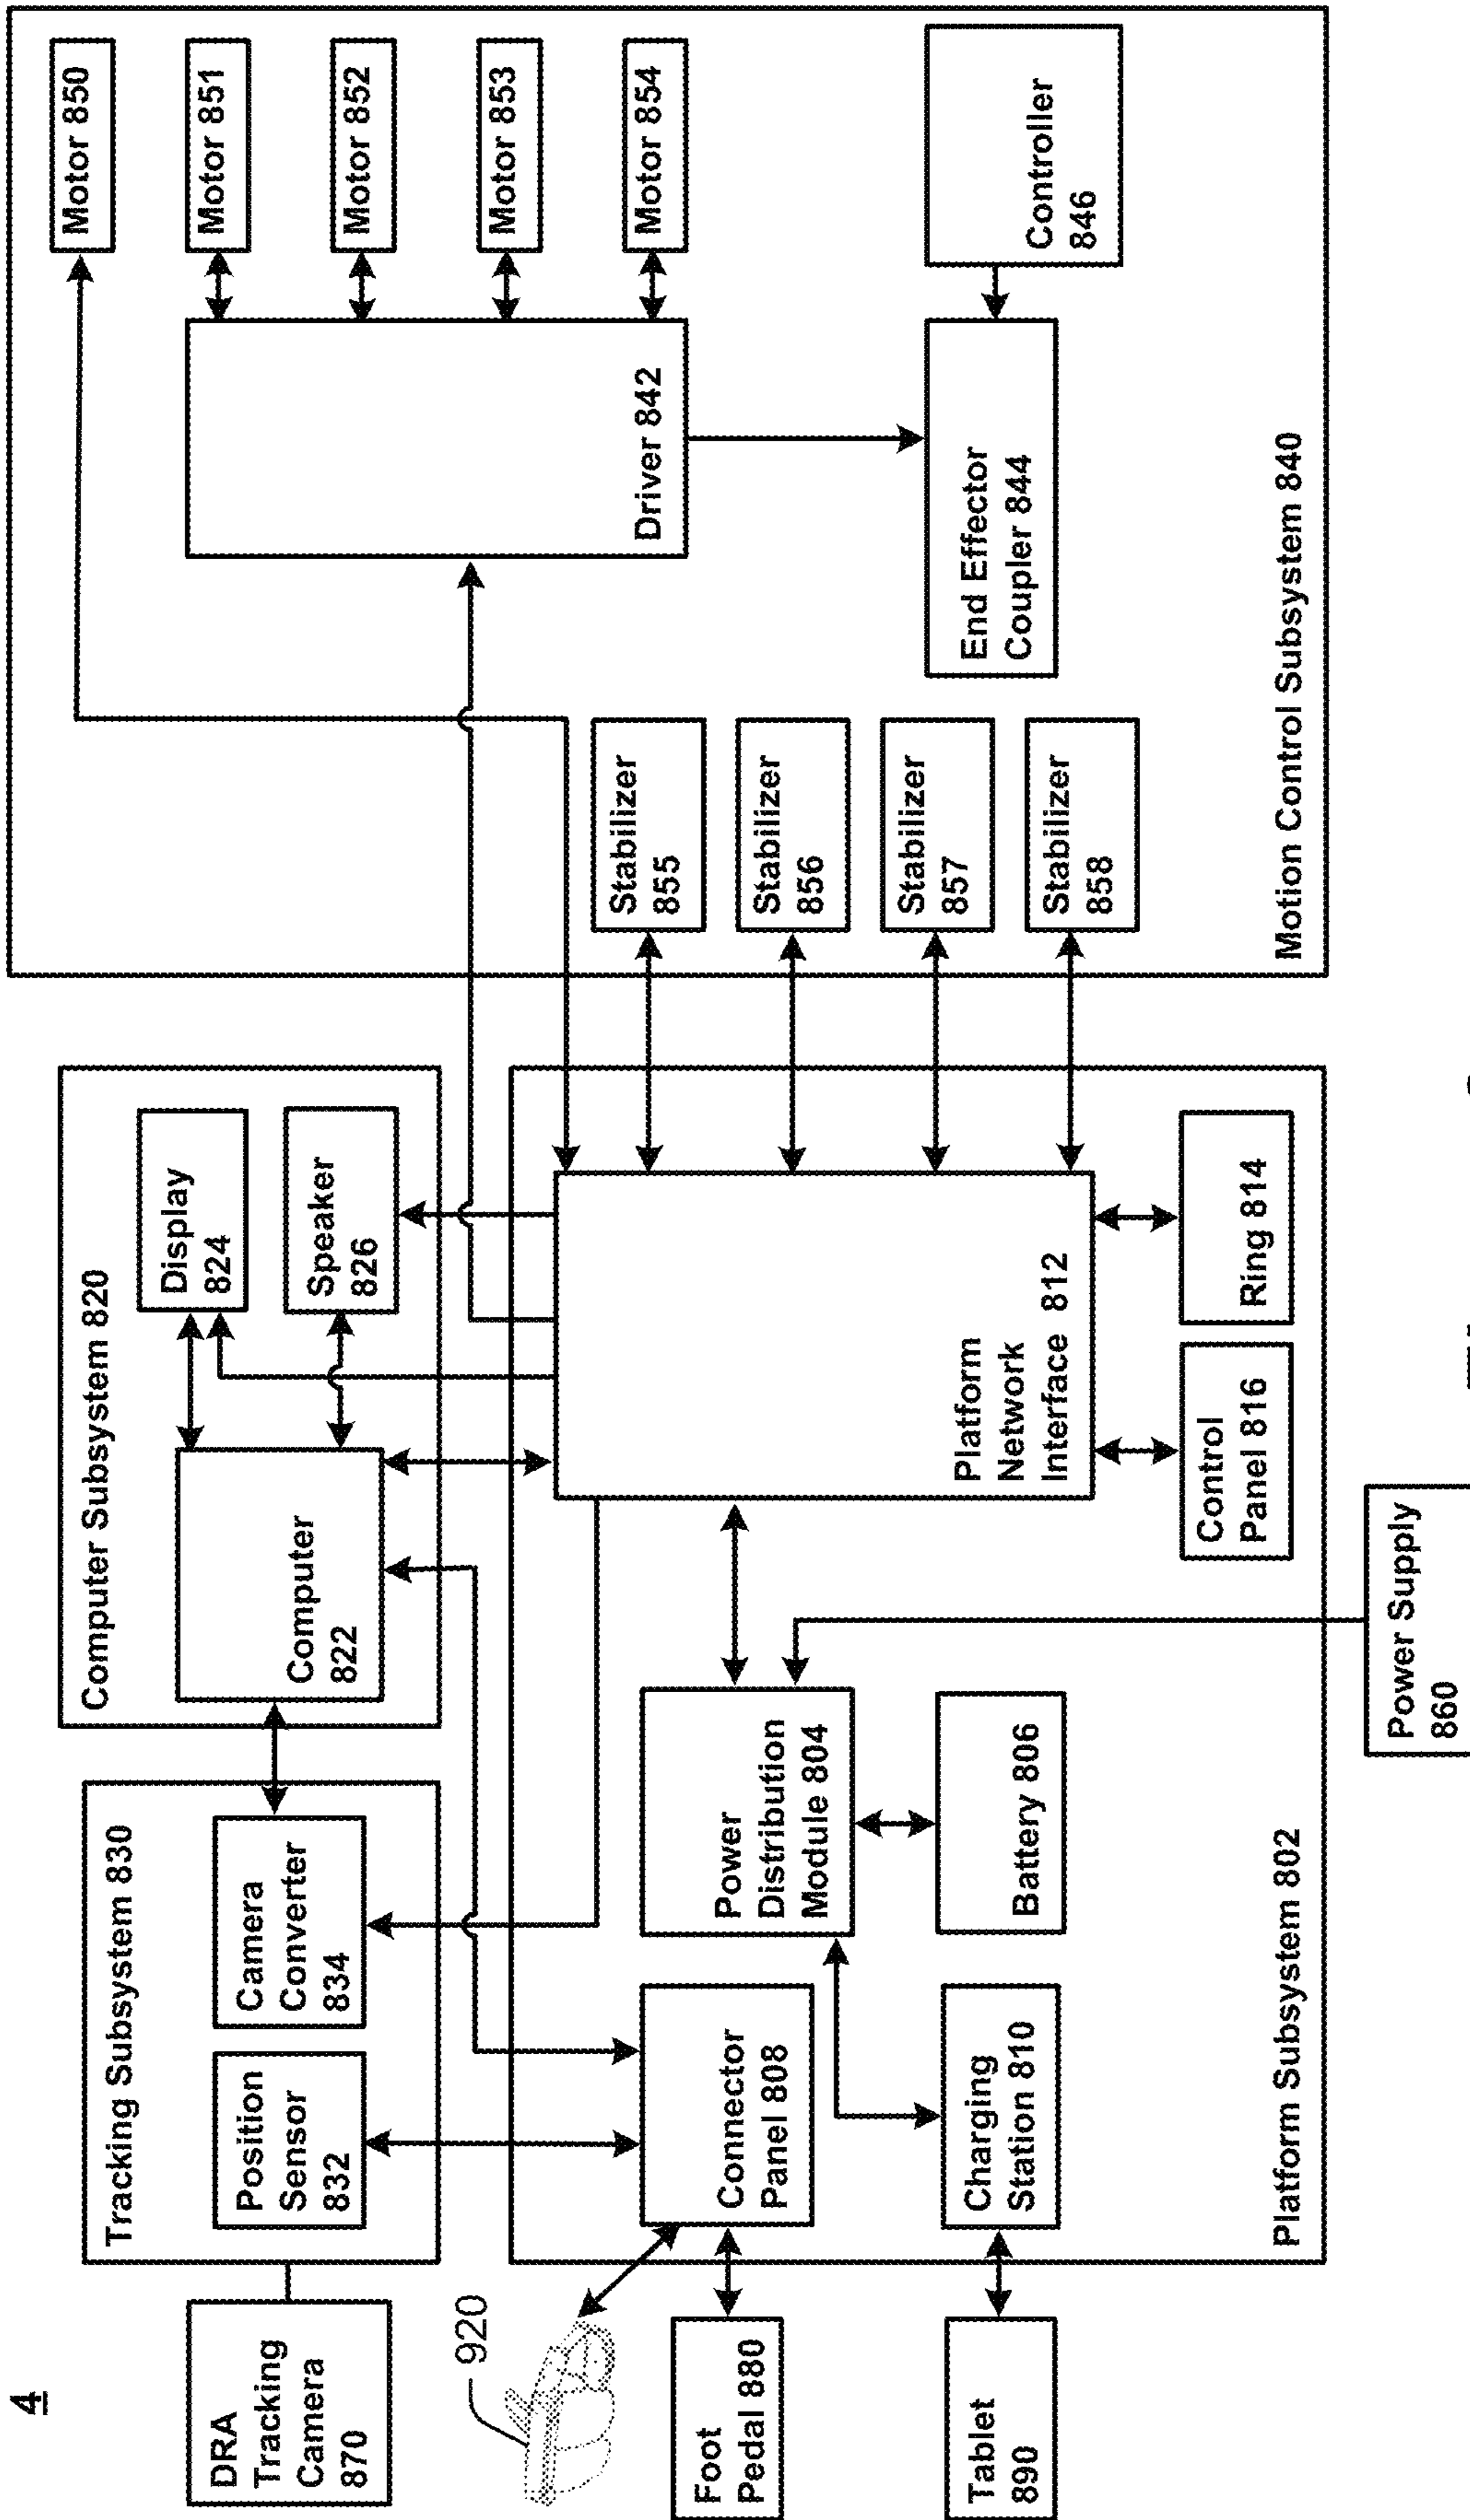 4
DRA
Tracking
Camera
870
Tracking Subsystem 830
Position
Sensor
832
Camera
Converter
834
Computer Subsystem 820
Computer
822
Display
824
Speaker
826
920
Foot
Pedal 880
Tablet
890
Connector
Panel 808
Charging
Station 810
Power
Distribution
Module 804
Battery 806
Platform
Network
Interface 812
Control
Panel 816
Ring 814
Platform Subsystem 802
Power Supply
860
Motor 850
Motor 851
Motor 852
Motor 853
Motor 854
Driver 842
Stabilizer
855
Stabilizer
856
Stabilizer
857
Stabilizer
858
End Effector
Coupler 844
Controller
846
Motion Control Subsystem 840